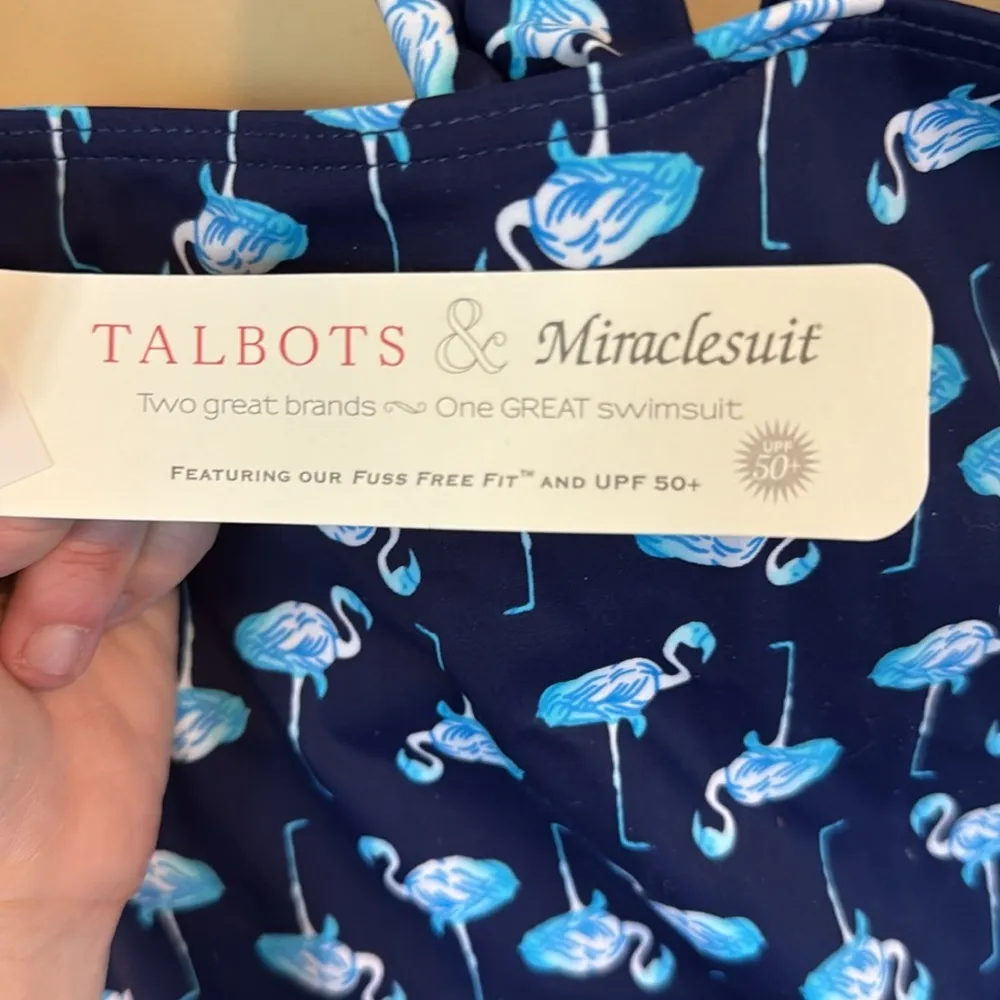 TALBOTS & Miraclesuit
Two great brands ~ One GREAT swimsuit
FEATURING OUR FUSS FREE FIT™ AND UPF 50+
UPF
50+